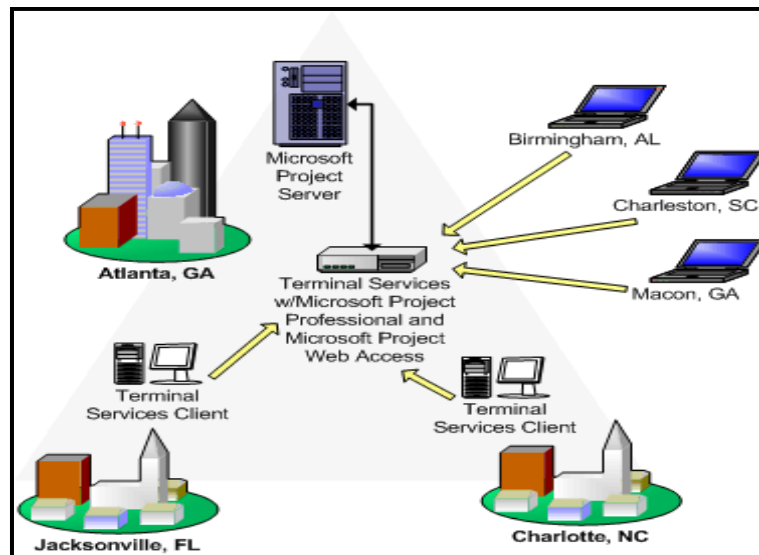 Microsoft
Project
Server
Birmingham, AL
Charleston, SC
Macon, GA
Atlanta, GA
Terminal Services
w/Microsoft Project
Professional and
Microsoft Project
Web Access
Terminal
Services Client
Terminal
Services Client
Jacksonville, FL
Charlotte, NC